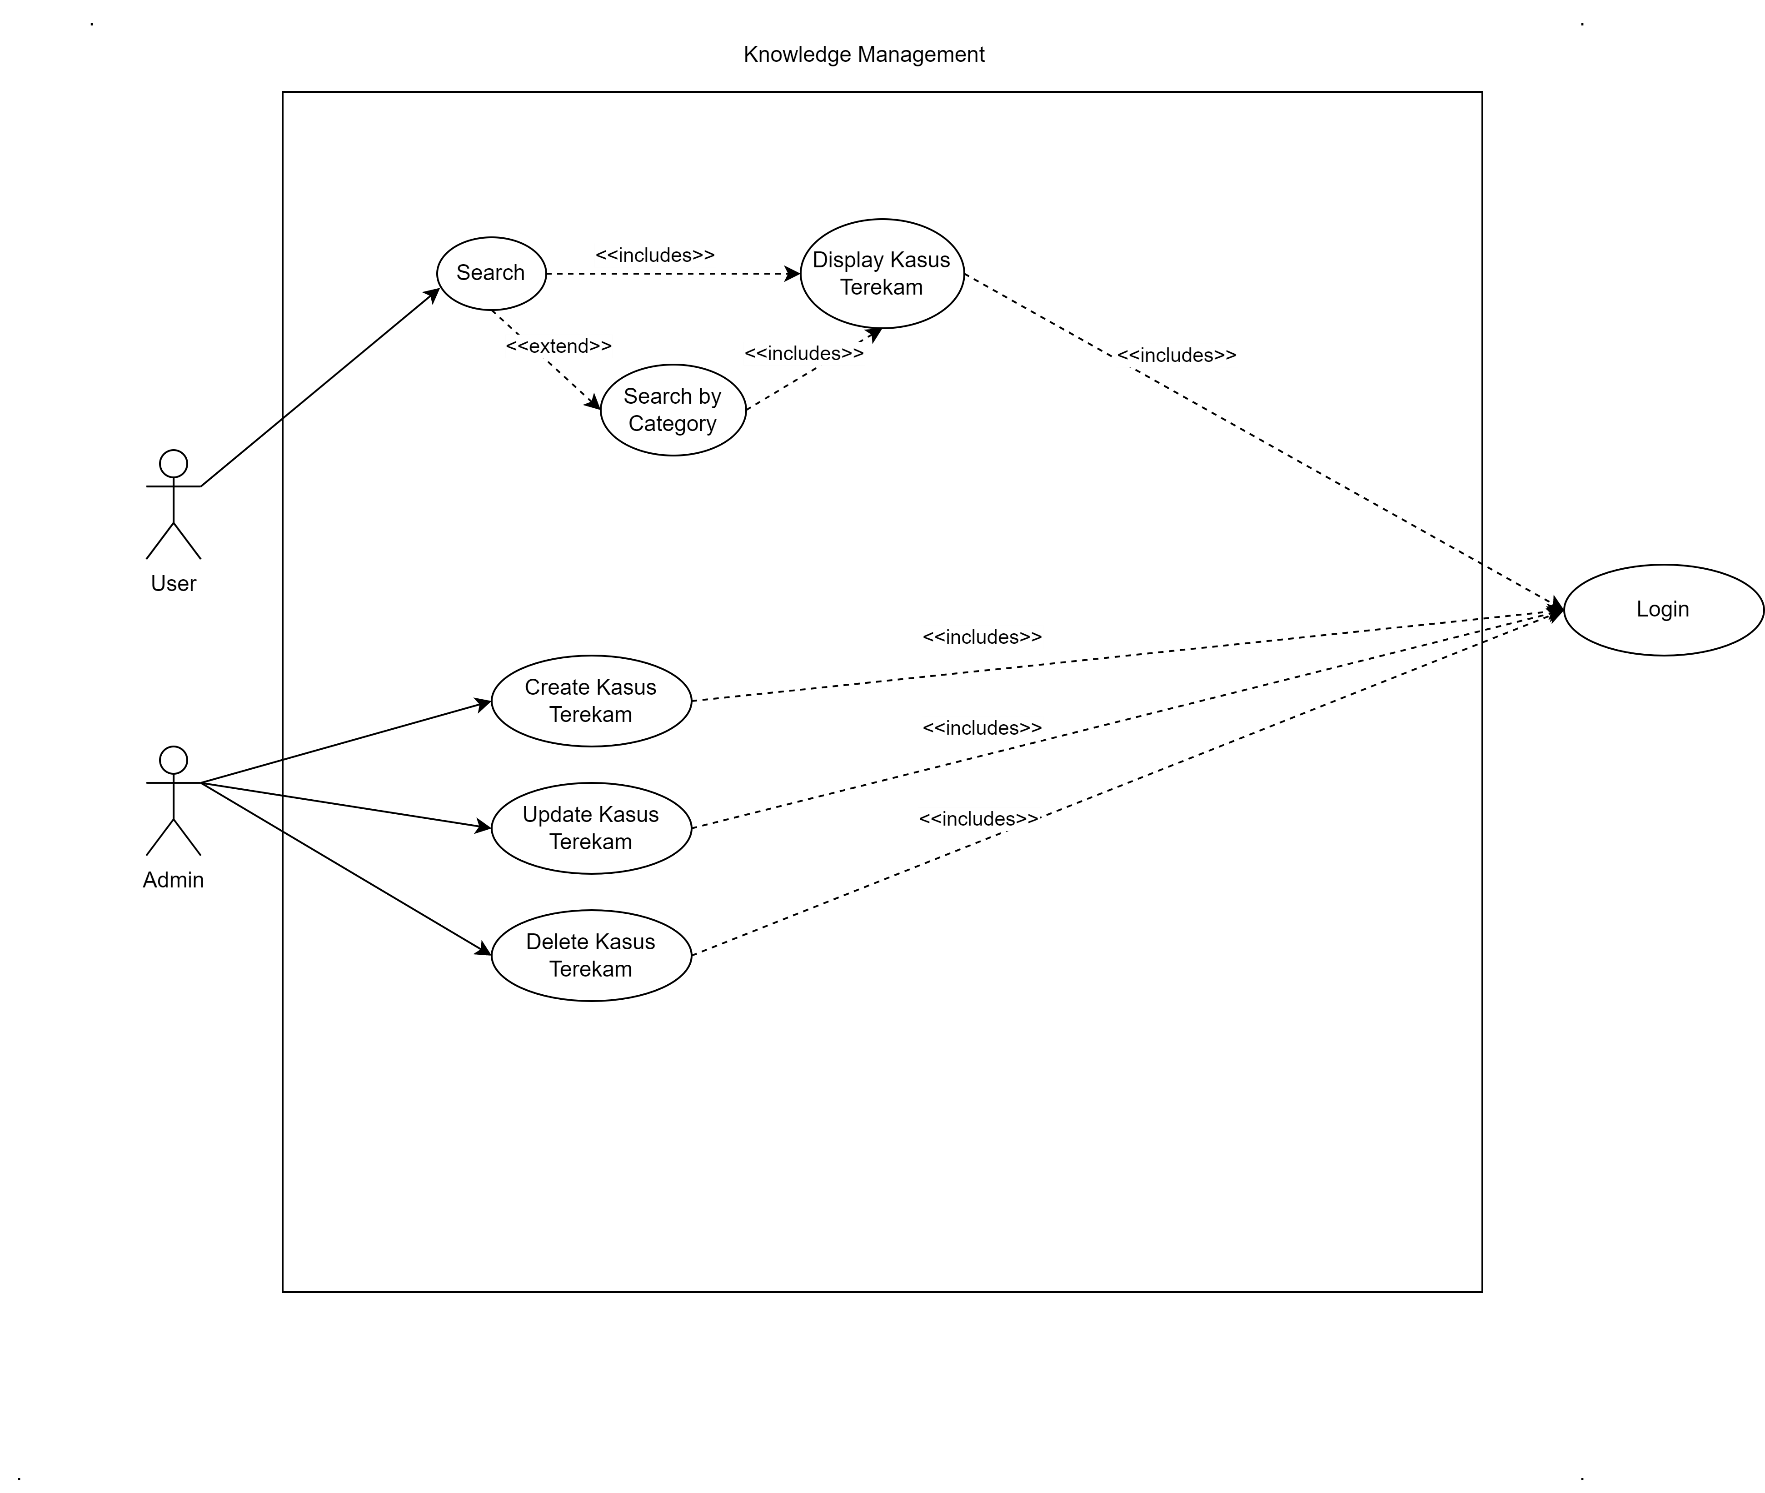 Knowledge Management
Search
<<includes>>
Display Kasus
Terekam
<<extend>>
<<includes>>
<<includes>>
Search by
Category
User
Login
<<includes>>
Create Kasus
Terekam
<<includes>>
Update Kasus
Terekam
<<includes>>
Admin
Delete Kasus
Terekam